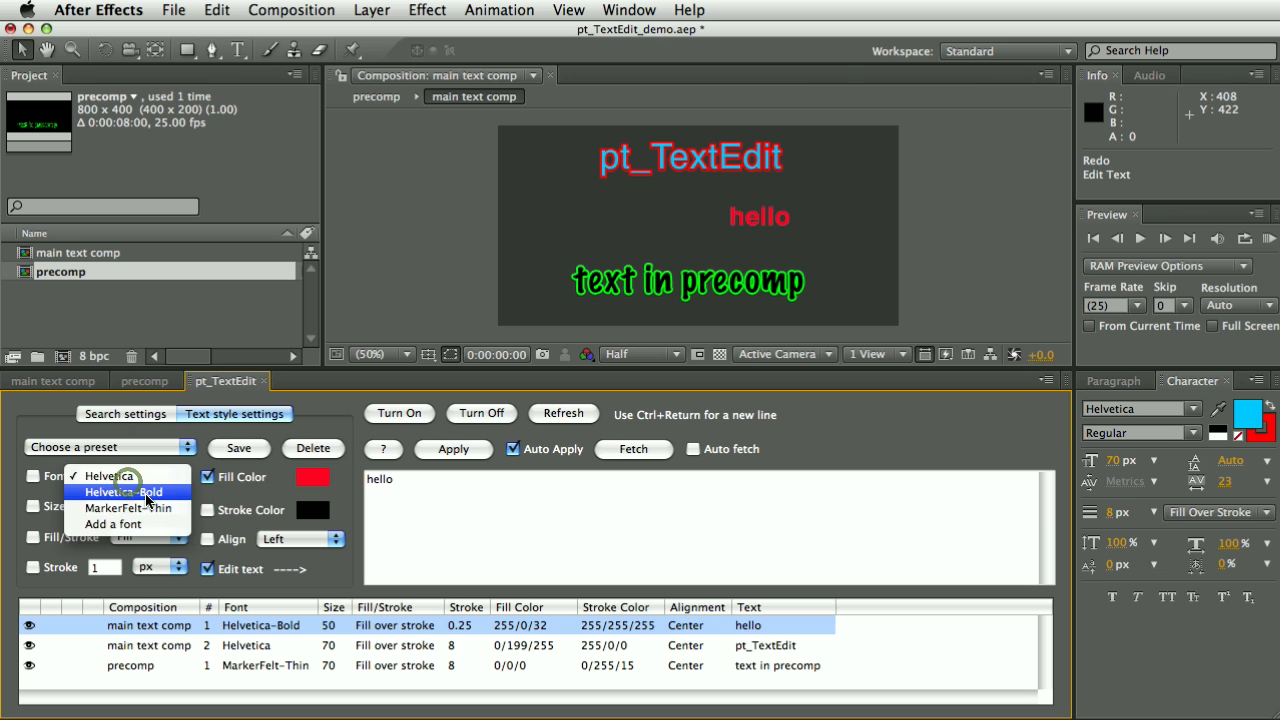 After Effects File Edit Composition Layer Effect Animation View Window Help
pt_TextEdit_demo.aep *
Workspace: Standard Search Help
Project
precomp ▾ , used 1 time
800 x 400 (400 x 200) (1.00)
Δ 0:00:08:00, 25.00 fps
Name
main text comp
precomp
8 bpc
Composition: main text comp
precomp main text comp
pt_TextEdit
hello
text in precomp
(50%) 0:00:00:00 Half Active Camera 1 View +0.0
Info Audio
R: X: 408
G: Y: 422
B:
A: 0
Redo
Edit Text
Preview
RAM Preview Options
Frame Rate Skip Resolution
(25) 0 Auto
From Current Time Full Screen
main text comp precomp pt_TextEdit
Search settings Text style settings
Choose a preset Save Delete
Font
✓ Helvetica
Helvetica-Bold
MarkerFelt-Thin
Add a font
Size
Fill/Stroke Fill
Stroke 1 px
Fill Color
Stroke Color
Align Left
Edit text ---->
Turn On Turn Off Refresh Use Ctrl+Return for a new line
? Apply Auto Apply Fetch Auto fetch
hello
Composition # Font Size Fill/Stroke Stroke Fill Color Stroke Color Alignment Text
main text comp 1 Helvetica-Bold 50 Fill over stroke 0.25 255/0/32 255/255/255 Center hello
main text comp 2 Helvetica 70 Fill over stroke 8 0/199/255 255/0/0 Center pt_TextEdit
precomp 1 MarkerFelt-Thin 70 Fill over stroke 8 0/0/0 0/255/15 Center text in precomp
Paragraph Character
Helvetica
Regular
70 px Auto
Metrics 23
8 px Fill Over Stroke
100 % 100 %
0 px 0 %
T T TT Tt T¹ T₁